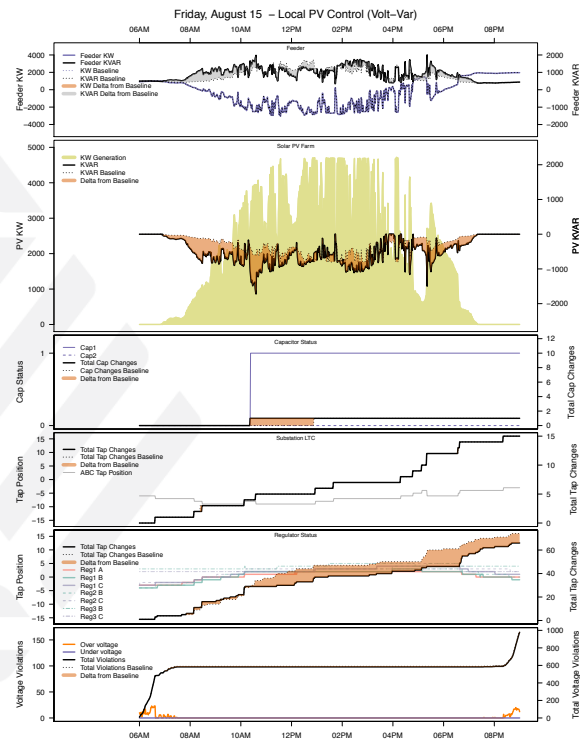 Friday, August 15 − Local PV Control (Volt−Var)
06AM 08AM 10AM 12PM 02PM 04PM 06PM 08PM
Feeder
Feeder KW
Feeder KVAR
KW Baseline
KVAR Baseline
KW Delta from Baseline
KVAR Delta from Baseline
4000
2000
0
−2000
−4000
Feeder KW
2000
1000
0
−1000
−2000
Feeder KVAR
Solar PV Farm
KW Generation
KVAR
KVAR Baseline
Delta from Baseline
5000
4000
3000
2000
1000
0
PV KW
2000
1000
0
−1000
−2000
PV KVAR
Capacitor Status
Cap1
Cap2
Total Cap Changes
Cap Changes Baseline
Delta from Baseline
1
0
Cap Status
12
10
8
6
4
2
0
Total Cap Changes
Substation LTC
Total Tap Changes
Total Tap Changes Baseline
Delta from Baseline
ABC Tap Position
15
10
5
0
−5
−10
−15
Tap Position
15
10
5
0
Total Tap Changes
Regulator Status
Total Tap Changes
Total Tap Changes Baseline
Delta from Baseline
Reg1 A
Reg1 B
Reg1 C
Reg2 B
Reg2 C
Reg3 B
Reg3 C
15
10
5
0
−5
−10
−15
Tap Position
60
40
20
0
Total Tap Changes
Over voltage
Under voltage
Total Violations
Total Violations Baseline
Delta from Baseline
150
100
50
0
Voltage Violations
1000
800
600
400
200
0
Total Voltage Violations
06AM 08AM 10AM 12PM 02PM 04PM 06PM 08PM